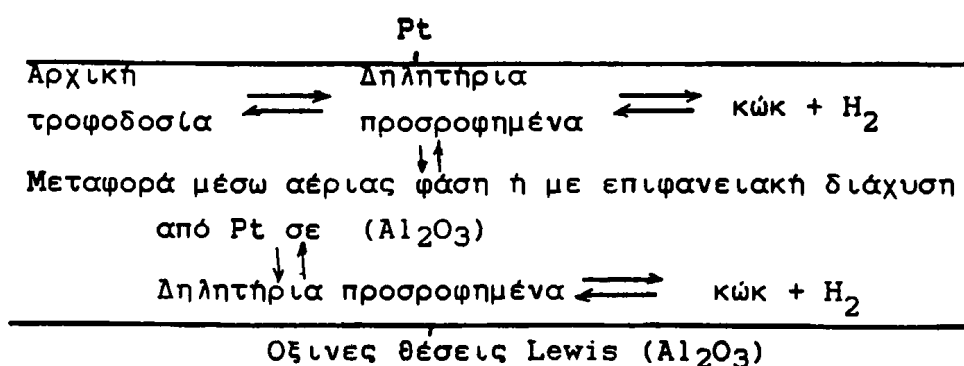 Pt
Αρχική Δηλητήρια
τροφοδοσία προσροφημένα κώκ + H₂
Μεταφορά μέσω αέριας φάση ή με επιφανειακή διάχυση
από Pt σε (Al₂O₃)
Δηλητήρια προσροφημένα κώκ + H₂
Οξινες θέσεις Lewis (Al₂O₃)